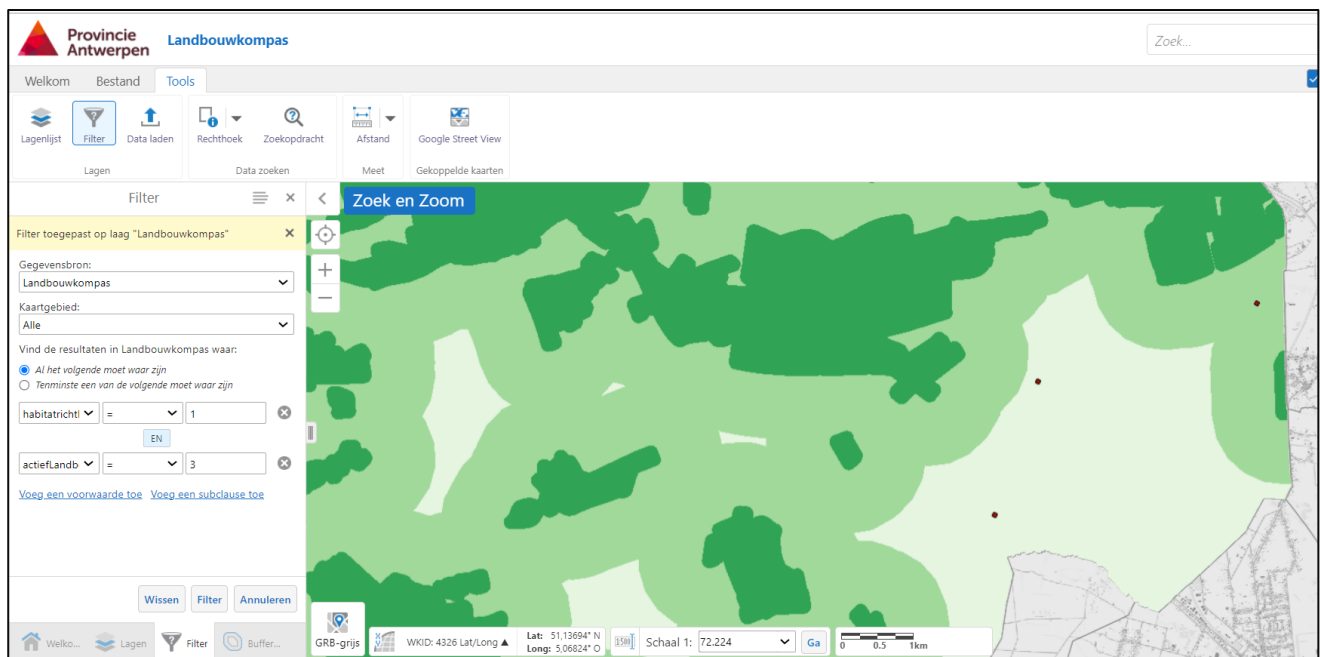 Provincie
Antwerpen
Landbouwkompas
Zoek...
Welkom Bestand Tools
Lagenlijst Filter Data laden Rechthoek Zoekopdracht Afstand Google Street View
Lagen Data zoeken Meet Gekoppelde kaarten
Filter
Zoek en Zoom
Filter toegepast op laag "Landbouwkompas"
Gegevensbron:
Landbouwkompas
Kaartgebied:
Alle
Vind de resultaten in Landbouwkompas waar:
Al het volgende moet waar zijn
Tenminste een van de volgende moet waar zijn
habitatrichtl = 1
EN
actiefLandb = 3
Voeg een voorwaarde toe Voeg een subclause toe
Wissen Filter Annuleren
Welko... Lagen Filter Buffer...
GRB-grijs
WKID: 4326 Lat/Long ▲
Lat: 51,13694° N
Long: 5,06824° O
Schaal 1: 72.224 Ga
0 0.5 1km